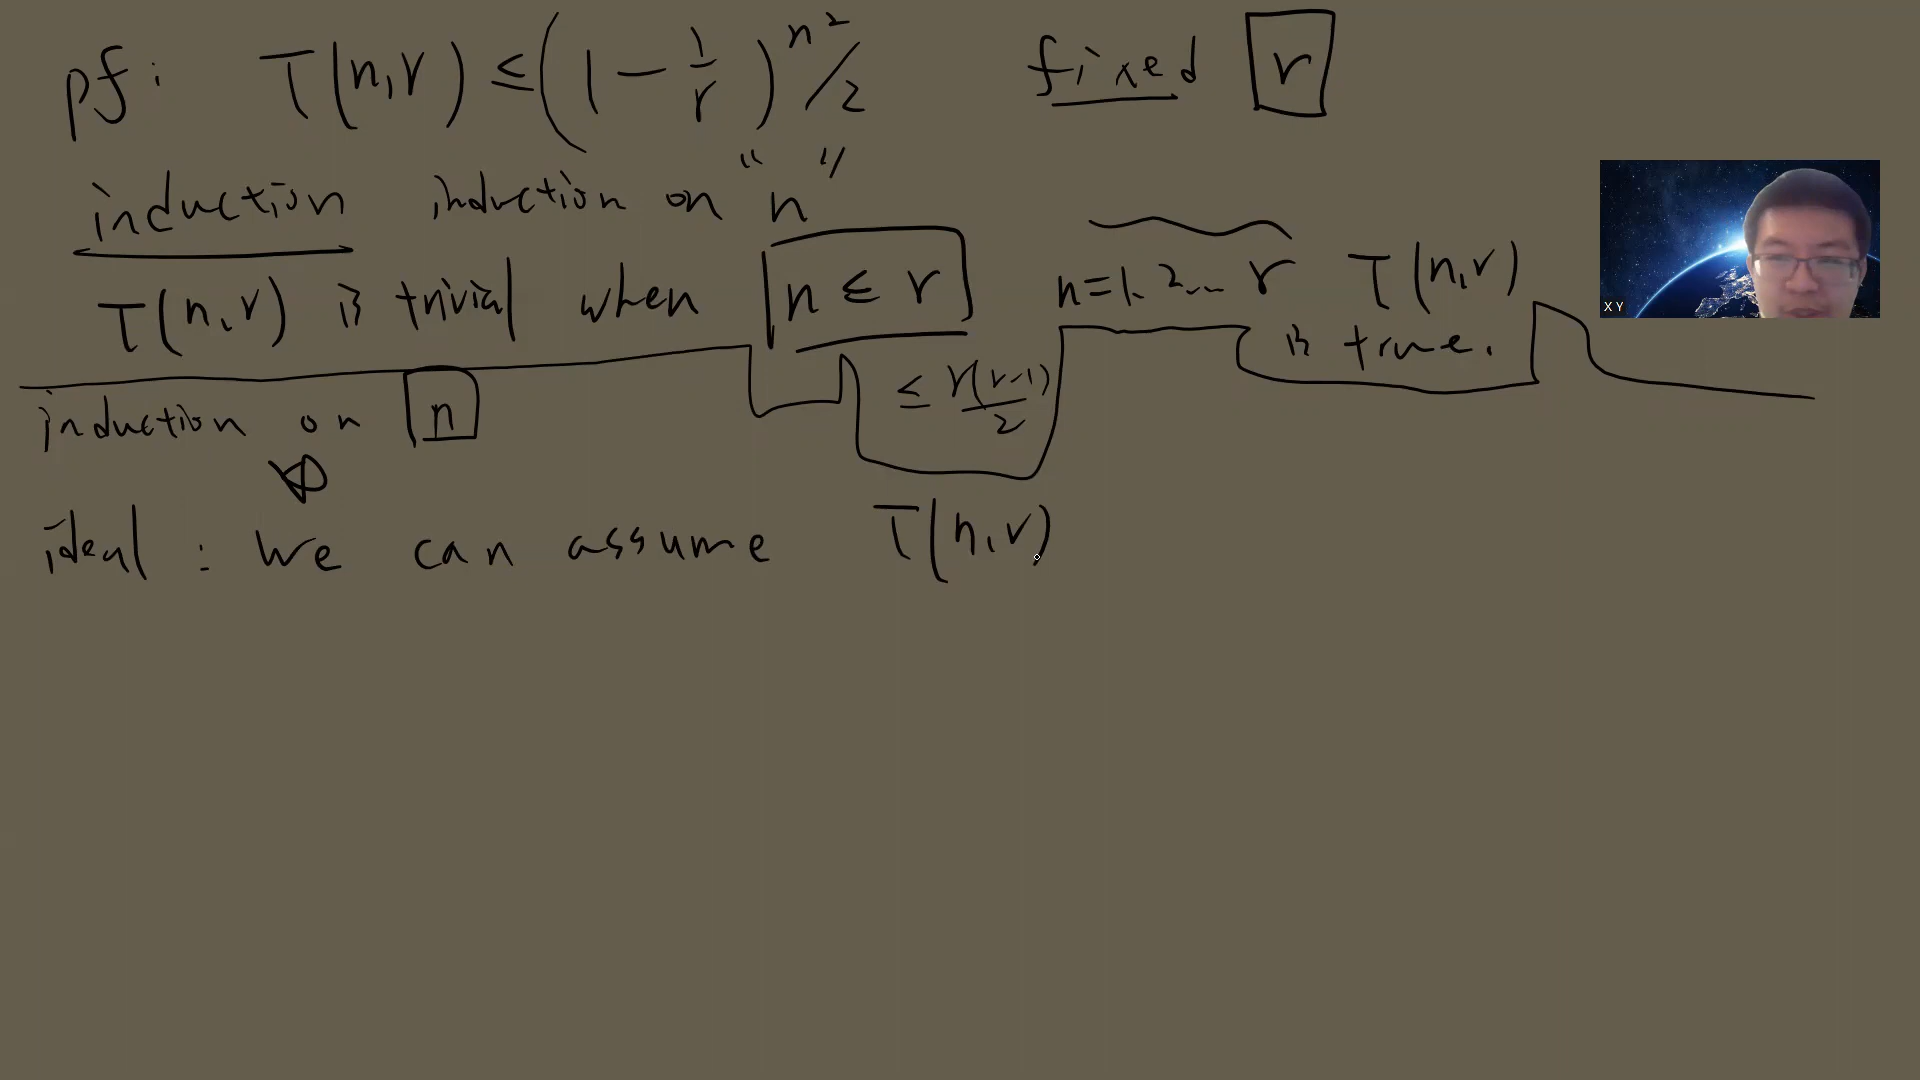 pf: T(n,r) ≤ (1 - 1/r) n²/2 fixed r
induction induction on "n"
T(n,r) is trivial when n ≤ r n=1,2... r T(n,r)
is true.
≤ r(r-1)/2
induction on n
ideal : we can assume T(n,r)
X Y